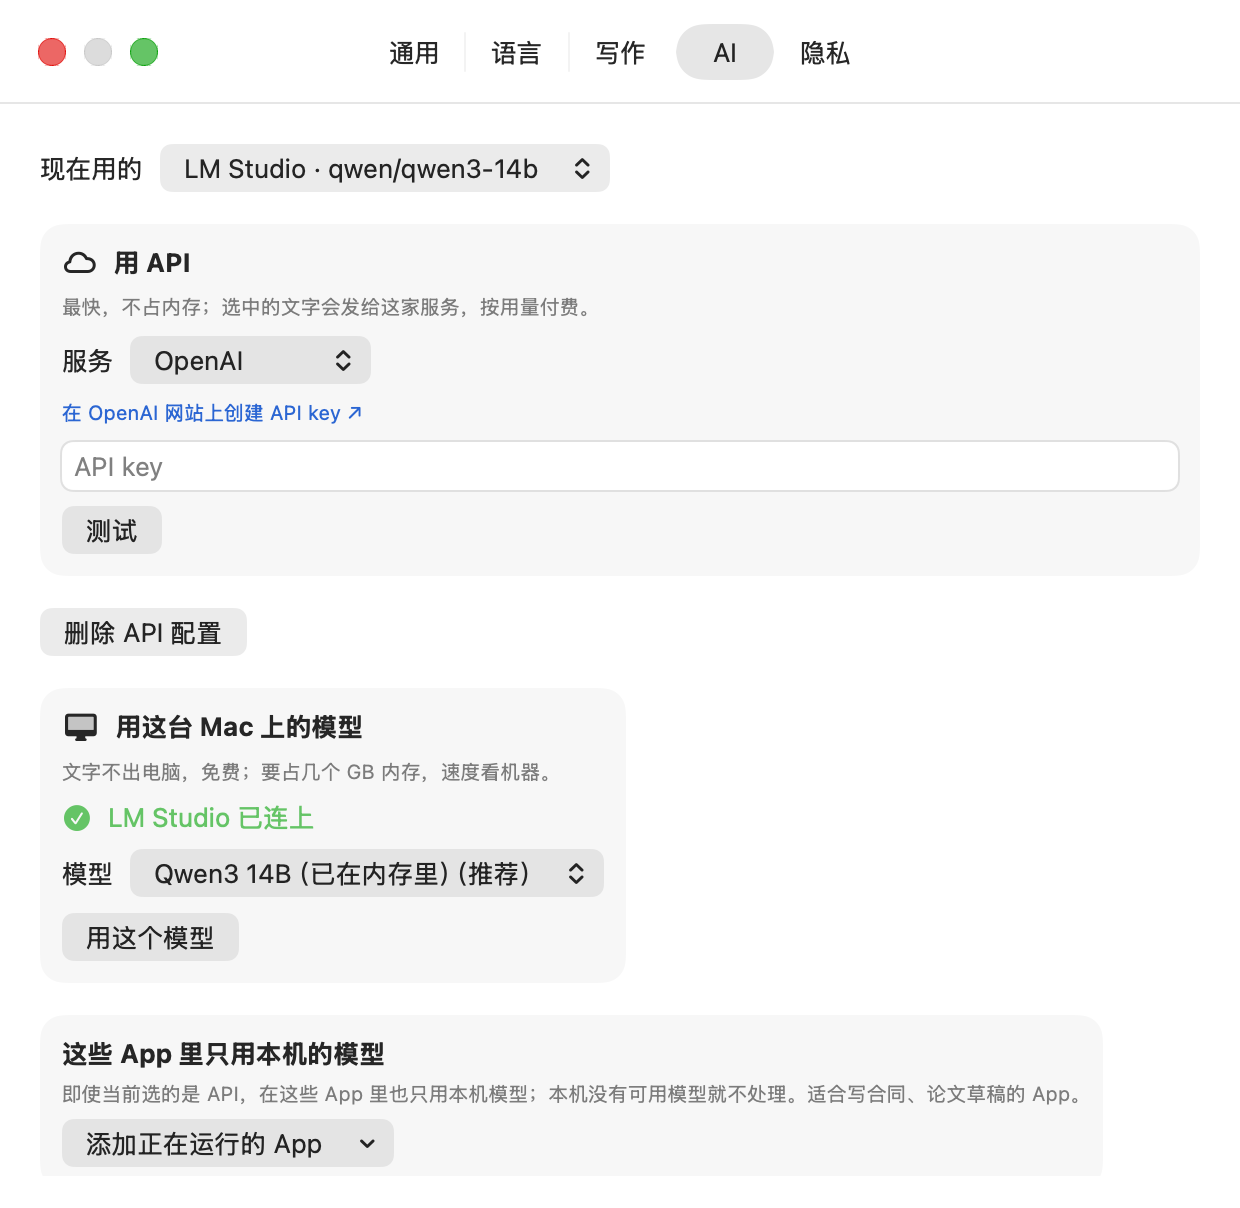 通用 语言 写作 AI 隐私
现在用的 LM Studio · qwen/qwen3-14b
用 API
最快，不占内存；选中的文字会发给这家服务，按用量付费。
服务 OpenAI
在 OpenAI 网站上创建 API key ↗
API key
测试
删除 API 配置
用这台 Mac 上的模型
文字不出电脑，免费；要占几个 GB 内存，速度看机器。
LM Studio 已连上
模型 Qwen3 14B (已在内存里) (推荐)
用这个模型
这些 App 里只用本机的模型
即使当前选的是 API，在这些 App 里也只用本机模型；本机没有可用模型就不处理。适合写合同、论文草稿的 App。
添加正在运行的 App